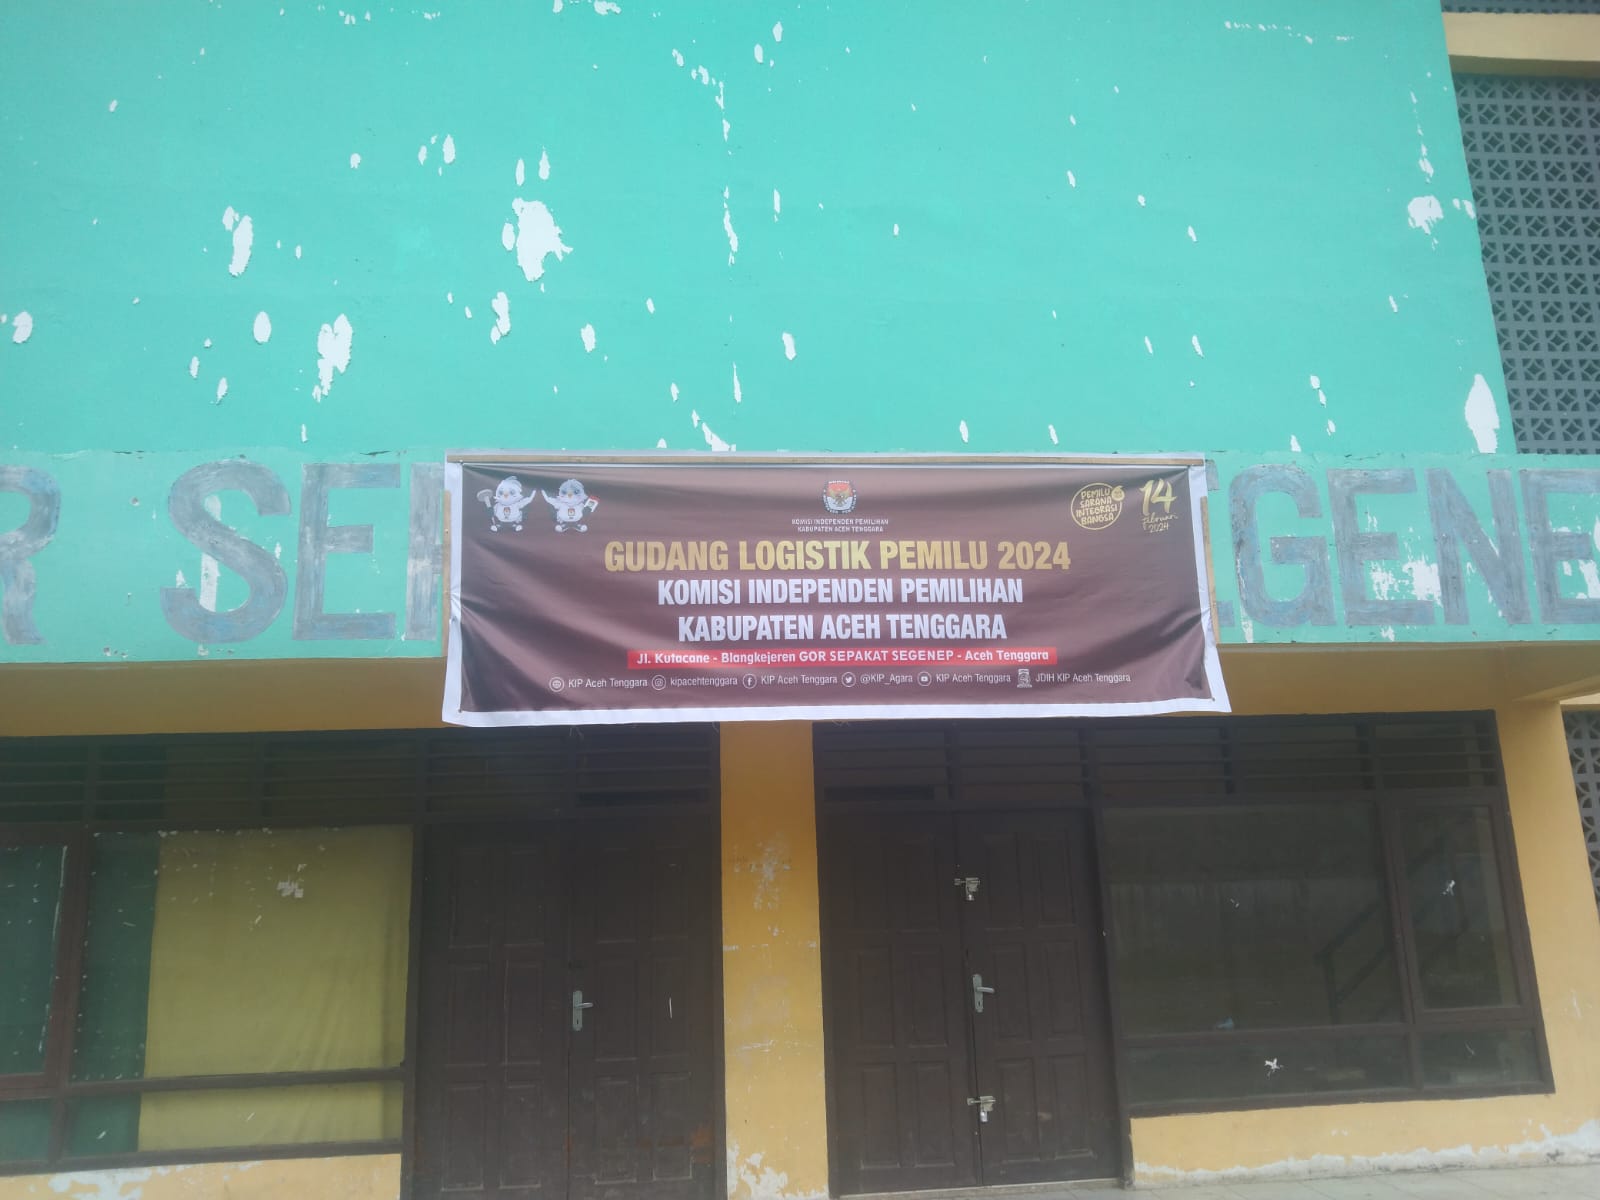 KOMISI INDEPENDEN PEMILIHAN
KABUPATEN ACEH TENGGARA
PEMILU
SARANA
INTEGRASI
BANGSA
14
Februari
2024
GUDANG LOGISTIK PEMILU 2024
KOMISI INDEPENDEN PEMILIHAN
KABUPATEN ACEH TENGGARA
Jl. Kutacane - Blangkejeren GOR SEPAKAT SEGENEP - Aceh Tenggara
KIP Aceh Tenggara kipacehtenggara KIP Aceh Tenggara @KIP_Agara KIP Aceh Tenggara JDIH KIP Aceh Tenggara
R SE EGENE